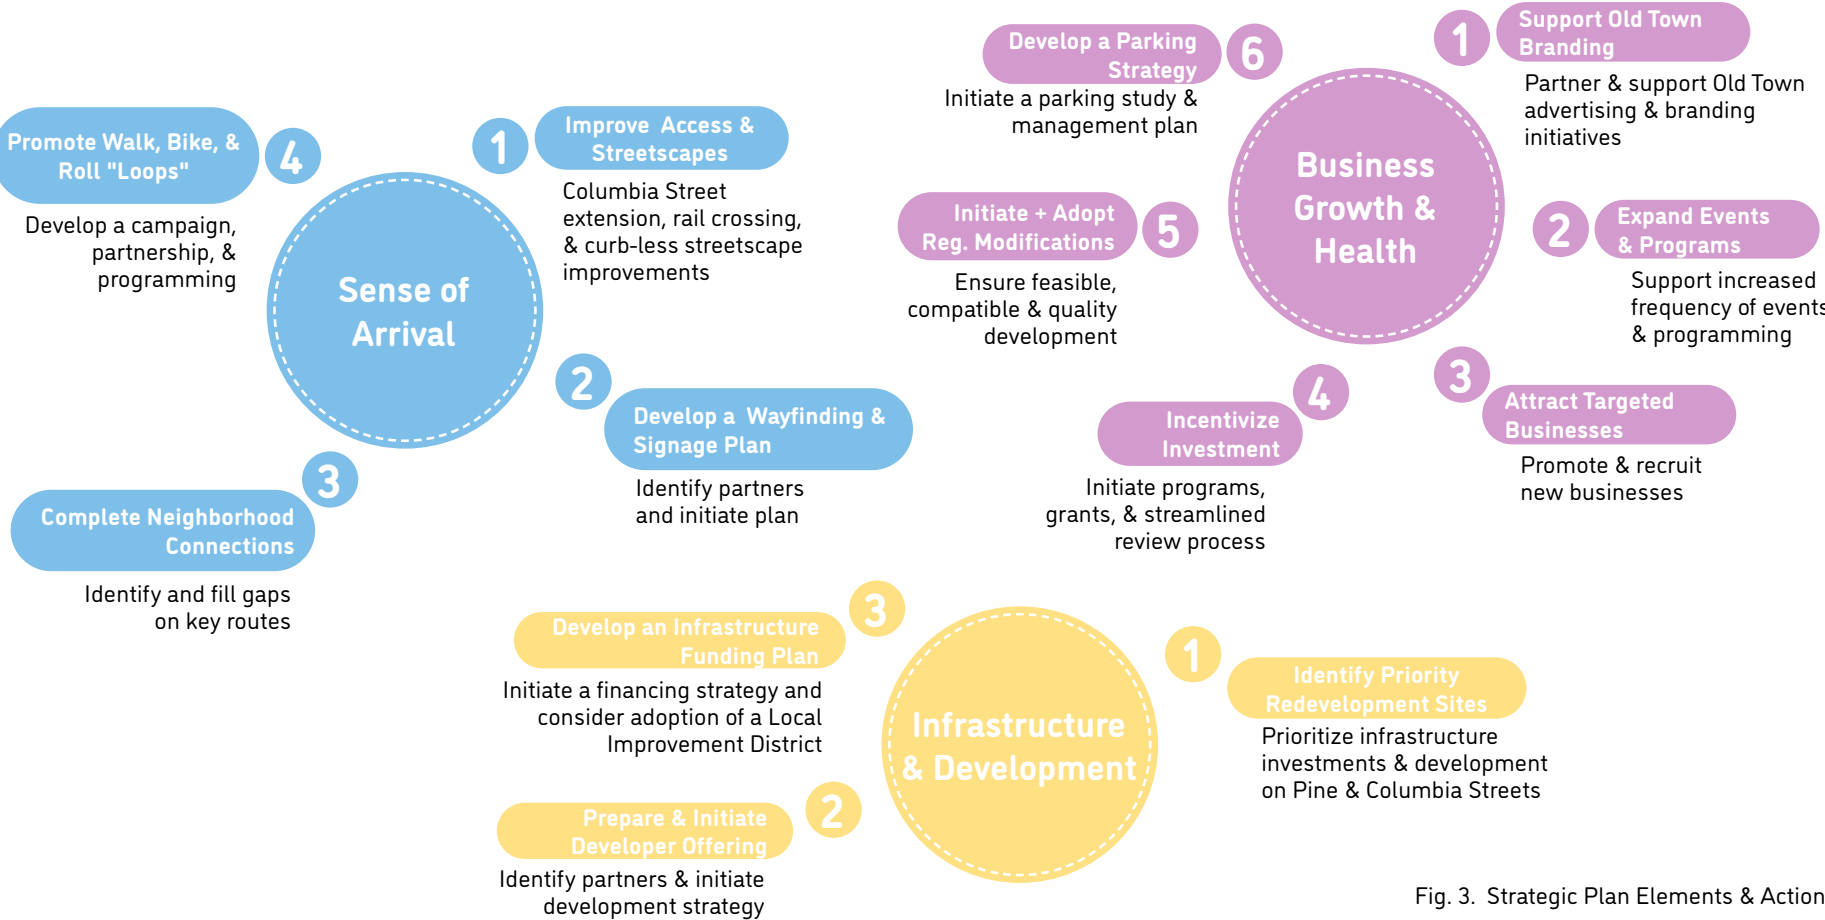 Sense of
Arrival
1
Improve Access &
Streetscapes
Columbia Street
extension, rail crossing,
& curb-less streetscape
improvements
2
Develop a Wayfinding &
Signage Plan
Identify partners
and initiate plan
3
Complete Neighborhood
Connections
Identify and fill gaps
on key routes
4
Promote Walk, Bike, &
Roll "Loops"
Develop a campaign,
partnership, &
programming
Business
Growth &
Health
1
Support Old Town
Branding
Partner & support Old Town
advertising & branding
initiatives
2
Expand Events
& Programs
Support increased
frequency of events
& programming
3
Attract Targeted
Businesses
Promote & recruit
new businesses
4
Incentivize
Investment
Initiate programs,
grants, & streamlined
review process
5
Initiate + Adopt
Reg. Modifications
Ensure feasible,
compatible & quality
development
6
Develop a Parking
Strategy
Initiate a parking study &
management plan
Infrastructure
& Development
1
Identify Priority
Redevelopment Sites
Prioritize infrastructure
investments & development
on Pine & Columbia Streets
2
Prepare & Initiate
Developer Offering
Identify partners & initiate
development strategy
3
Develop an Infrastructure
Funding Plan
Initiate a financing strategy and
consider adoption of a Local
Improvement District
Fig. 3. Strategic Plan Elements & Action